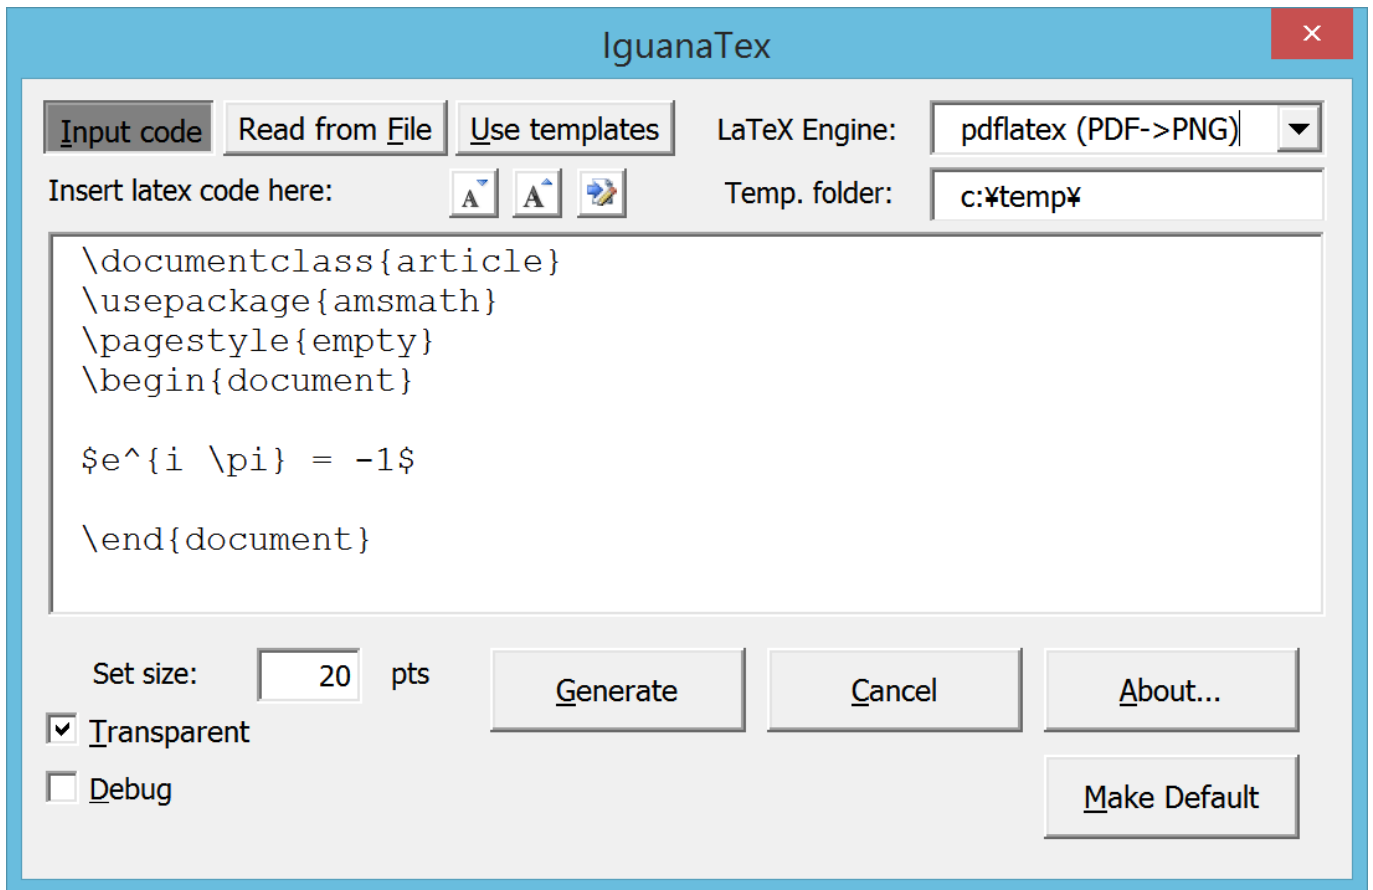 IguanaTex
Input code Read from File Use templates LaTeX Engine: pdflatex (PDF->PNG)
Insert latex code here: A A Temp. folder: c:¥temp¥
\documentclass{article}
\usepackage{amsmath}
\pagestyle{empty}
\begin{document}
$e^{i \pi} = -1$
\end{document}
Set size: 20 pts Generate Cancel About...
Transparent
Debug
Make Default